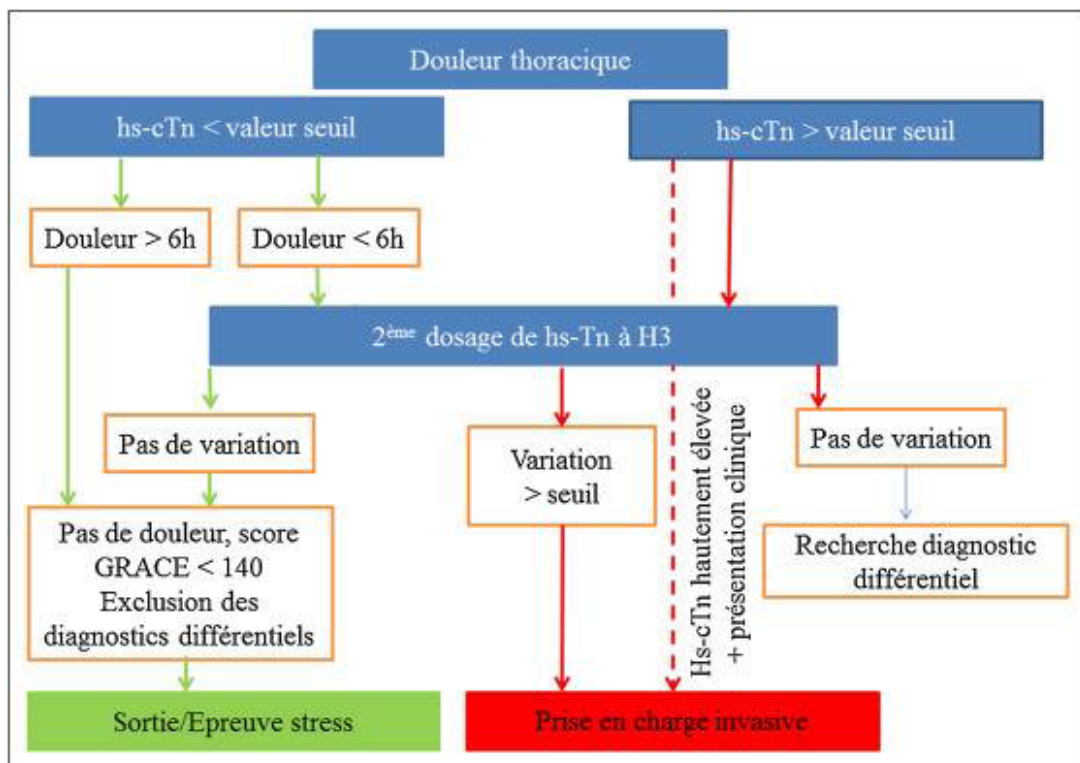 Douleur thoracique
hs-cTn < valeur seuil
hs-cTn > valeur seuil
Douleur > 6h
Douleur < 6h
2ème dosage de hs-Tn à H3
Pas de variation
Variation
> seuil
Hs-cTn hautement élevée
+ présentation clinique
Pas de variation
Pas de douleur, score
GRACE < 140
Exclusion des
diagnostics différentiels
Recherche diagnostic
différentiel
Sortie/Epreuve stress
Prise en charge invasive